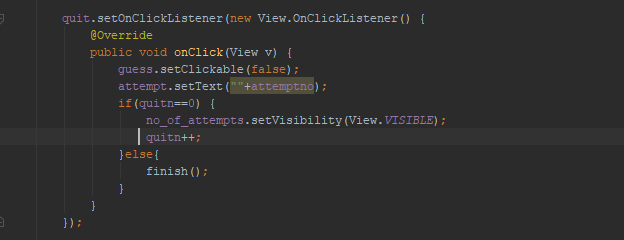 quit.setOnClickListener(new View.OnClickListener() {
    @Override
    public void onClick(View v) {
        guess.setClickable(false);
        attempt.setText(""+attemptno);
        if(quitn==0) {
            no_of_attempts.setVisibility(View.VISIBLE);
            quitn++;
        }else{
            finish();
        }
    }
});